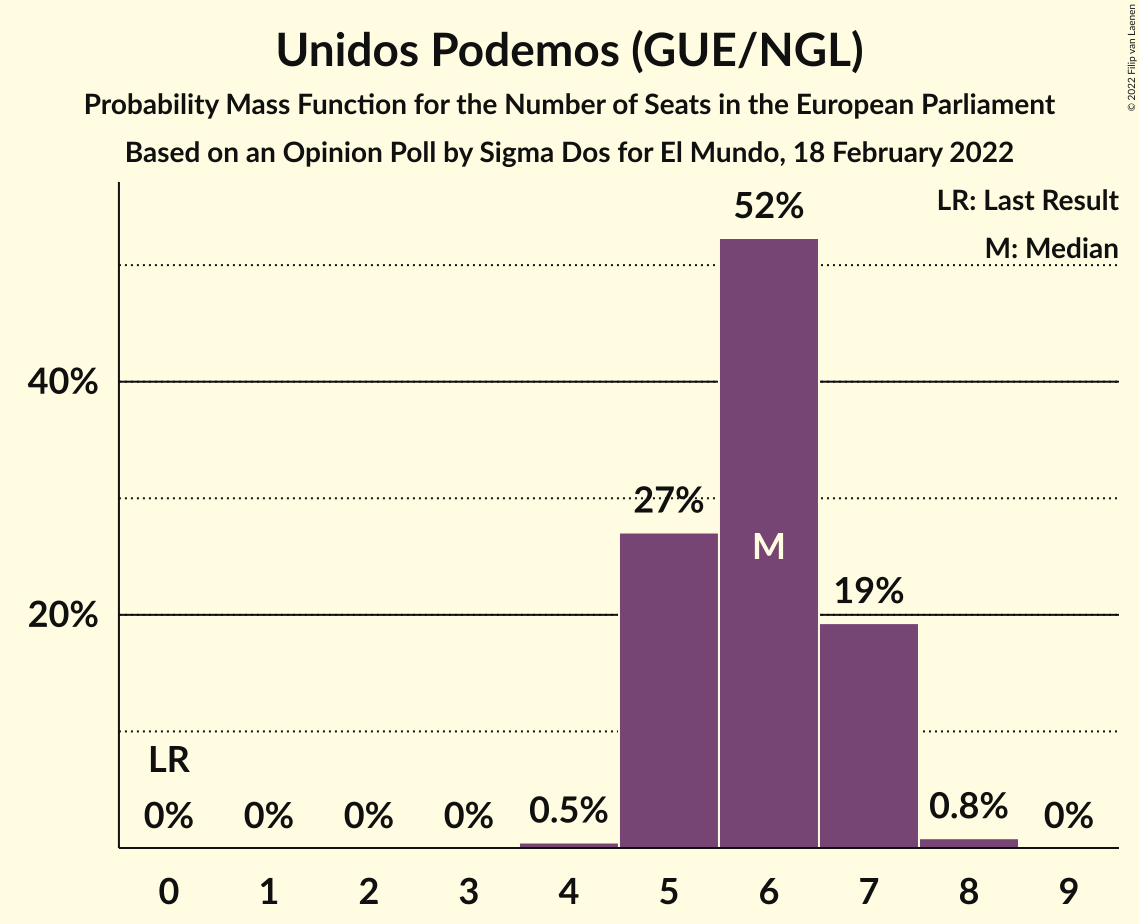 Unidos Podemos (GUE/NGL)
Probability Mass Function for the Number of Seats in the European Parliament
Based on an Opinion Poll by Sigma Dos for El Mundo, 18 February 2022
© 2022 Filip van Laenen
LR: Last Result
M: Median
52%
40%
27%
M
19%
20%
LR
0% 0% 0% 0% 0.5% 0.8% 0%
0 1 2 3 4 5 6 7 8 9